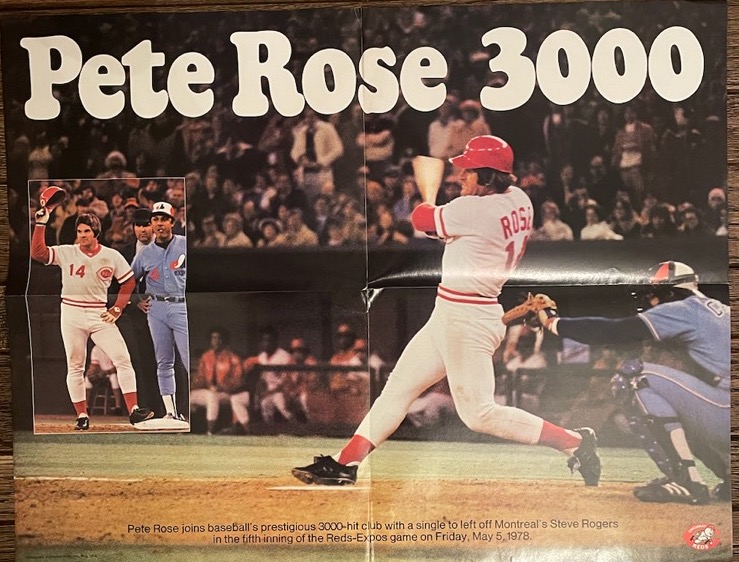 Pete Rose 3000
ROSE
14
14
Pete Rose joins baseball's prestigious 3000-hit club with a single to left off Montreal's Steve Rogers
in the fifth inning of the Reds-Expos game on Friday, May 5, 1978.
REDS